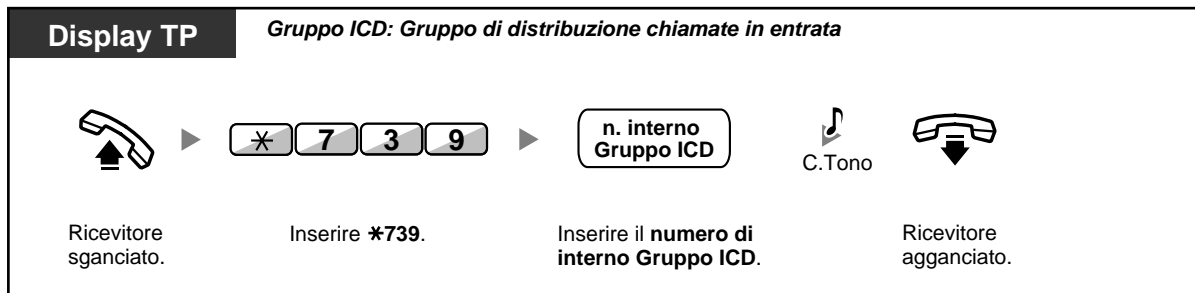 Display TP
Gruppo ICD: Gruppo di distribuzione chiamate in entrata
* 7 3 9
n. interno
Gruppo ICD
C.Tono
Ricevitore
sganciato.
Inserire *739.
Inserire il numero di
interno Gruppo ICD.
Ricevitore
agganciato.